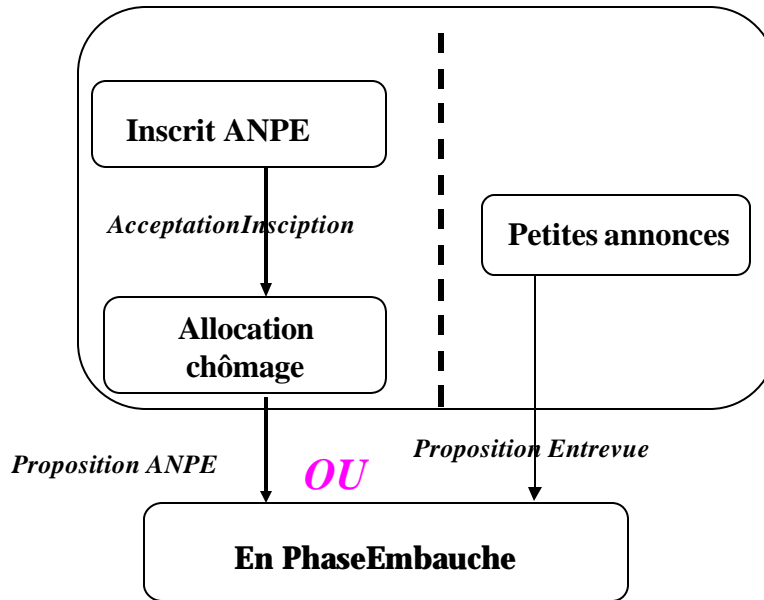 Inscrit ANPE
AcceptationInsciption
Petites annonces
Allocation
chômage
Proposition ANPE
OU
Proposition Entrevue
En PhaseEmbauche